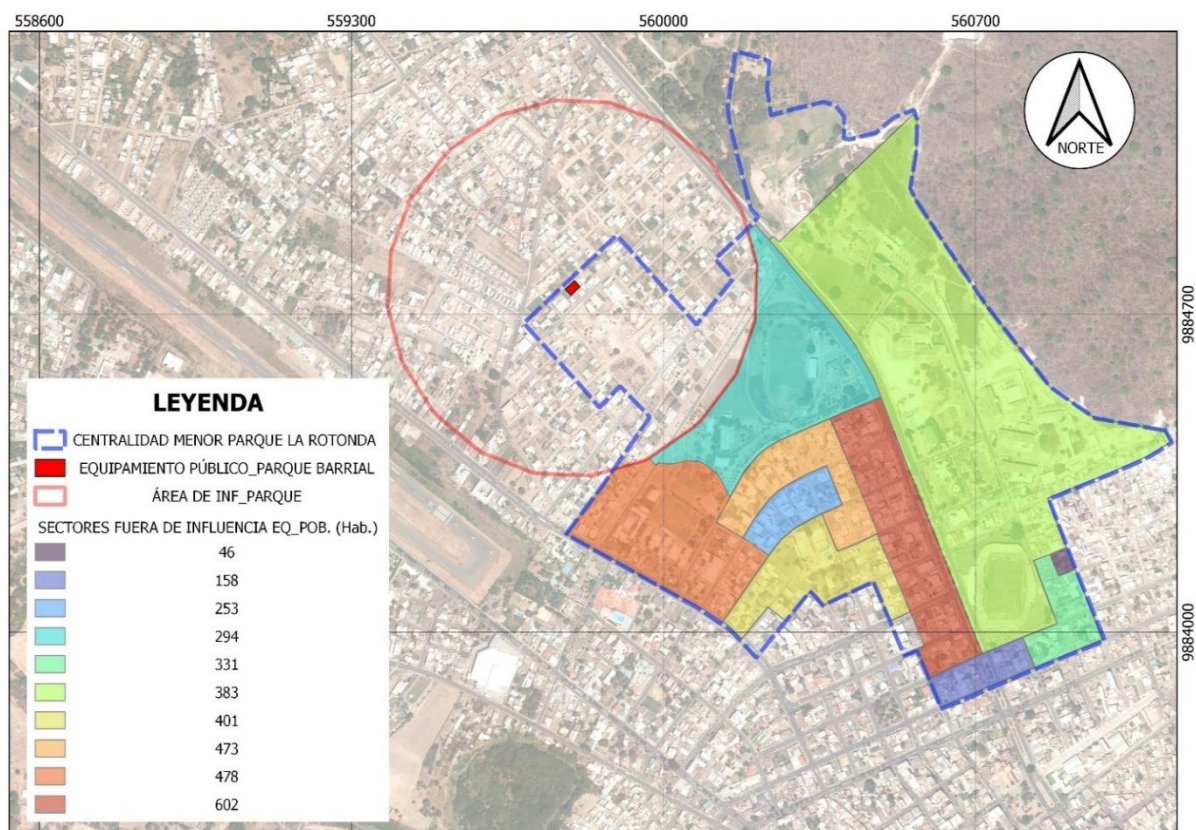 558600
559300
560000
560700
NORTE
9884700
9884000
LEYENDA
CENTRALIDAD MENOR PARQUE LA ROTONDA
EQUIPAMIENTO PÚBLICO_PARQUE BARRIAL
ÁREA DE INF_PARQUE
SECTORES FUERA DE INFLUENCIA EQ_POB. (Hab.)
46
158
253
294
331
383
401
473
478
602